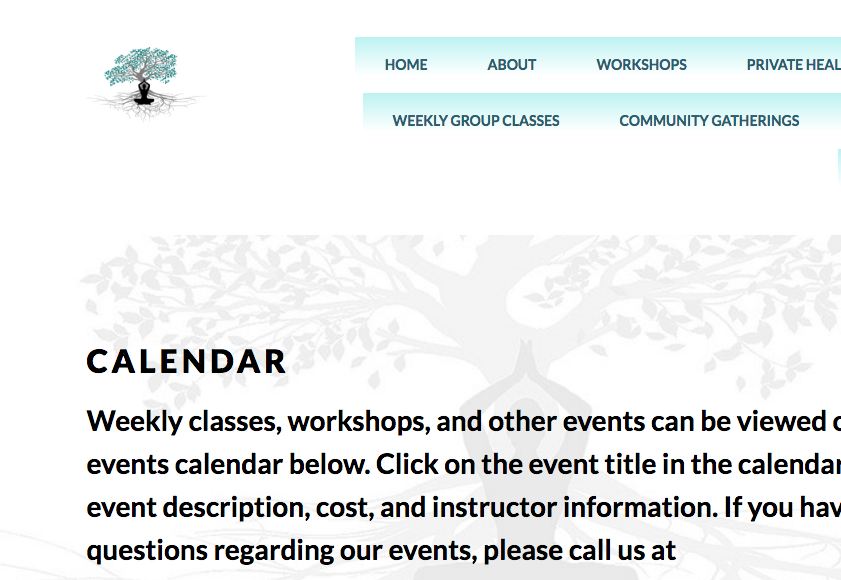 HOME ABOUT WORKSHOPS PRIVATE
WEEKLY GROUP CLASSES COMMUNITY GATHERINGS
CALENDAR
Weekly classes, workshops, and other events can be viewed
events calendar below. Click on the event title in the calendar
event description, cost, and instructor information. If you
questions regarding our events, please call us at